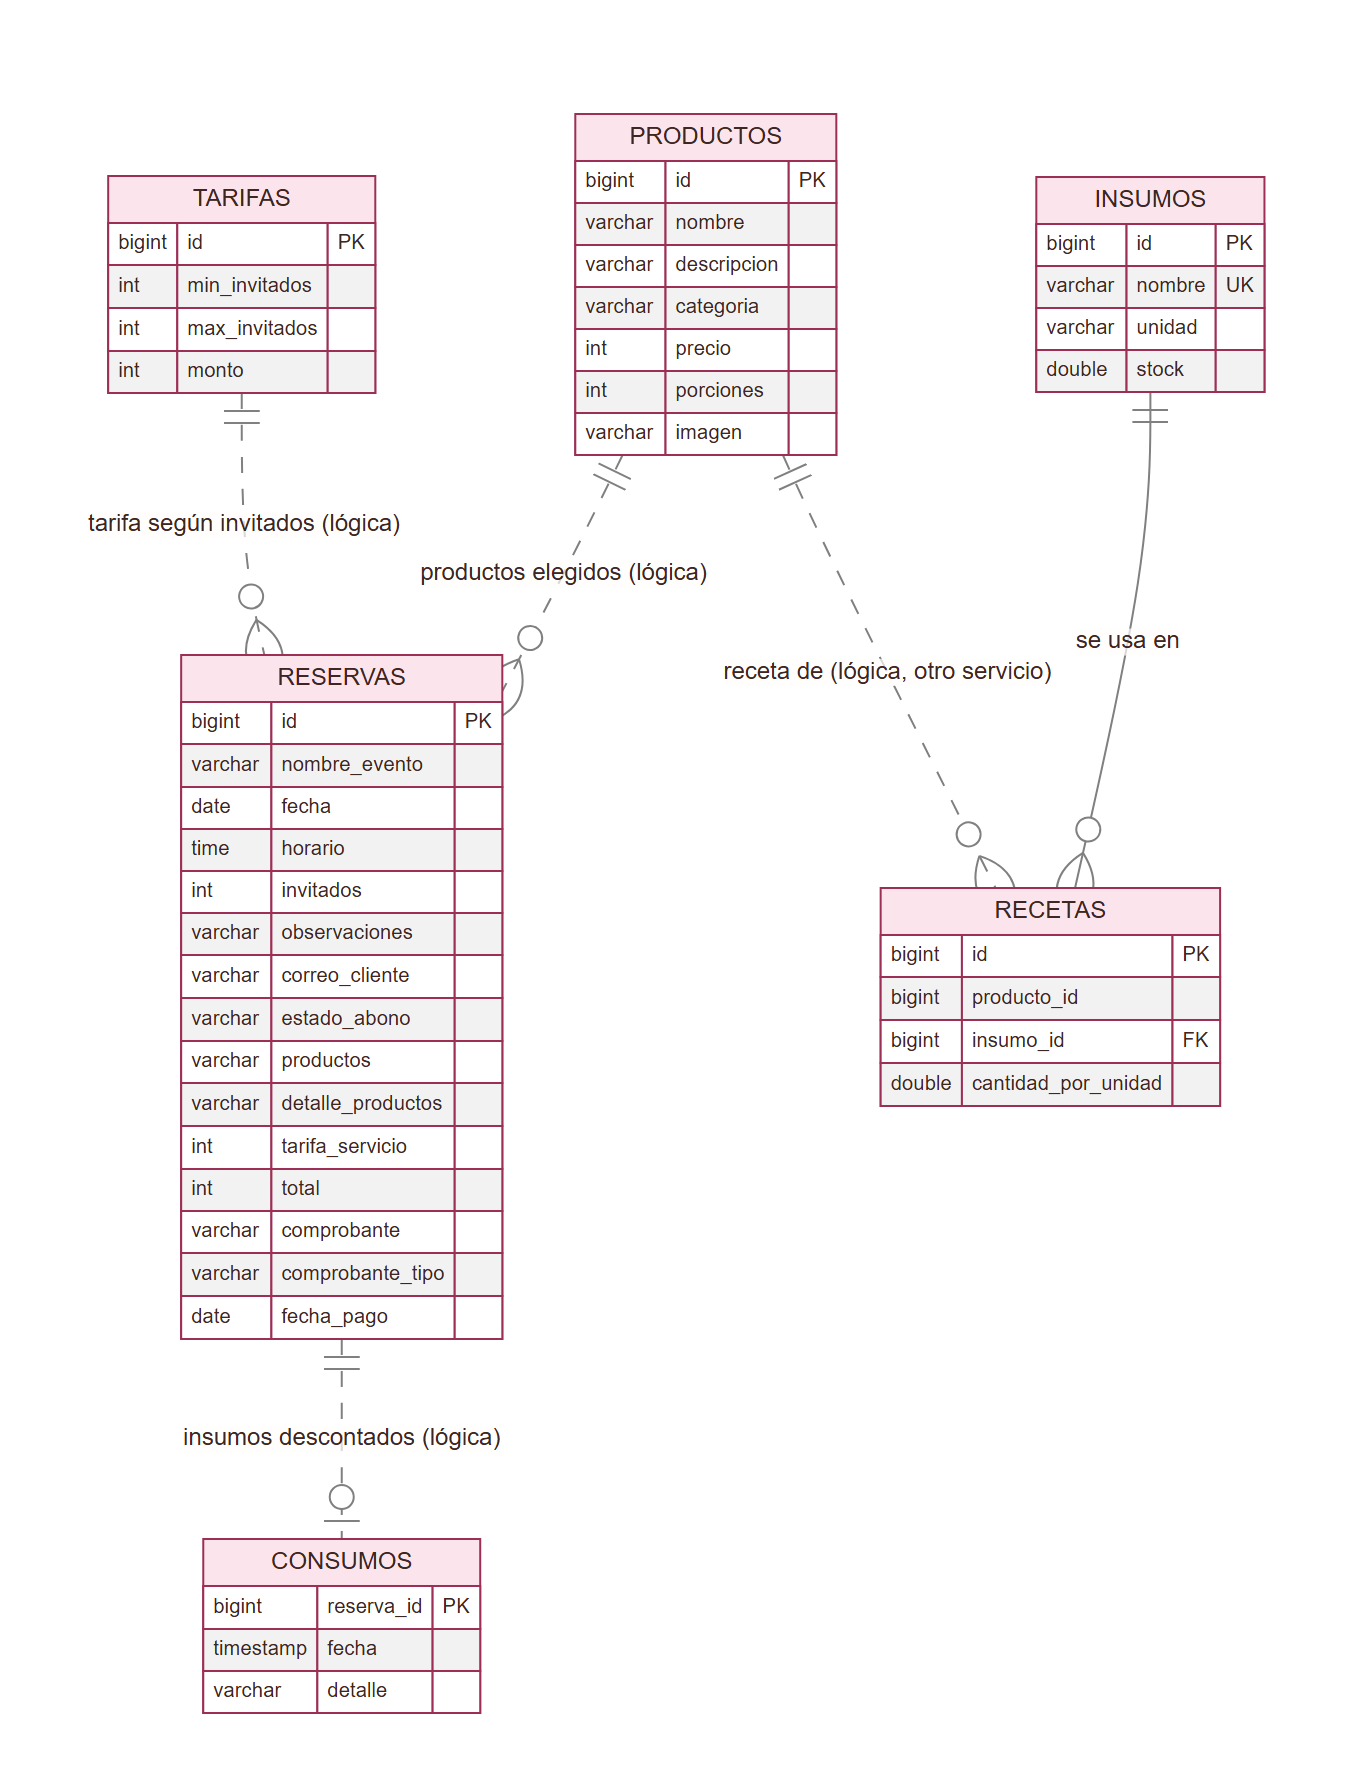 PRODUCTOS
bigint id PK
varchar nombre
varchar descripcion
varchar categoria
int precio
int porciones
varchar imagen
TARIFAS
bigint id PK
int min_invitados
int max_invitados
int monto
INSUMOS
bigint id PK
varchar nombre UK
varchar unidad
double stock
tarifa según invitados (lógica)
productos elegidos (lógica)
receta de (lógica, otro servicio)
se usa en
RESERVAS
bigint id PK
varchar nombre_evento
date fecha
time horario
int invitados
varchar observaciones
varchar correo_cliente
varchar estado_abono
varchar productos
varchar detalle_productos
int tarifa_servicio
int total
varchar comprobante
varchar comprobante_tipo
date fecha_pago
RECETAS
bigint id PK
bigint producto_id
bigint insumo_id FK
double cantidad_por_unidad
insumos descontados (lógica)
CONSUMOS
bigint reserva_id PK
timestamp fecha
varchar detalle